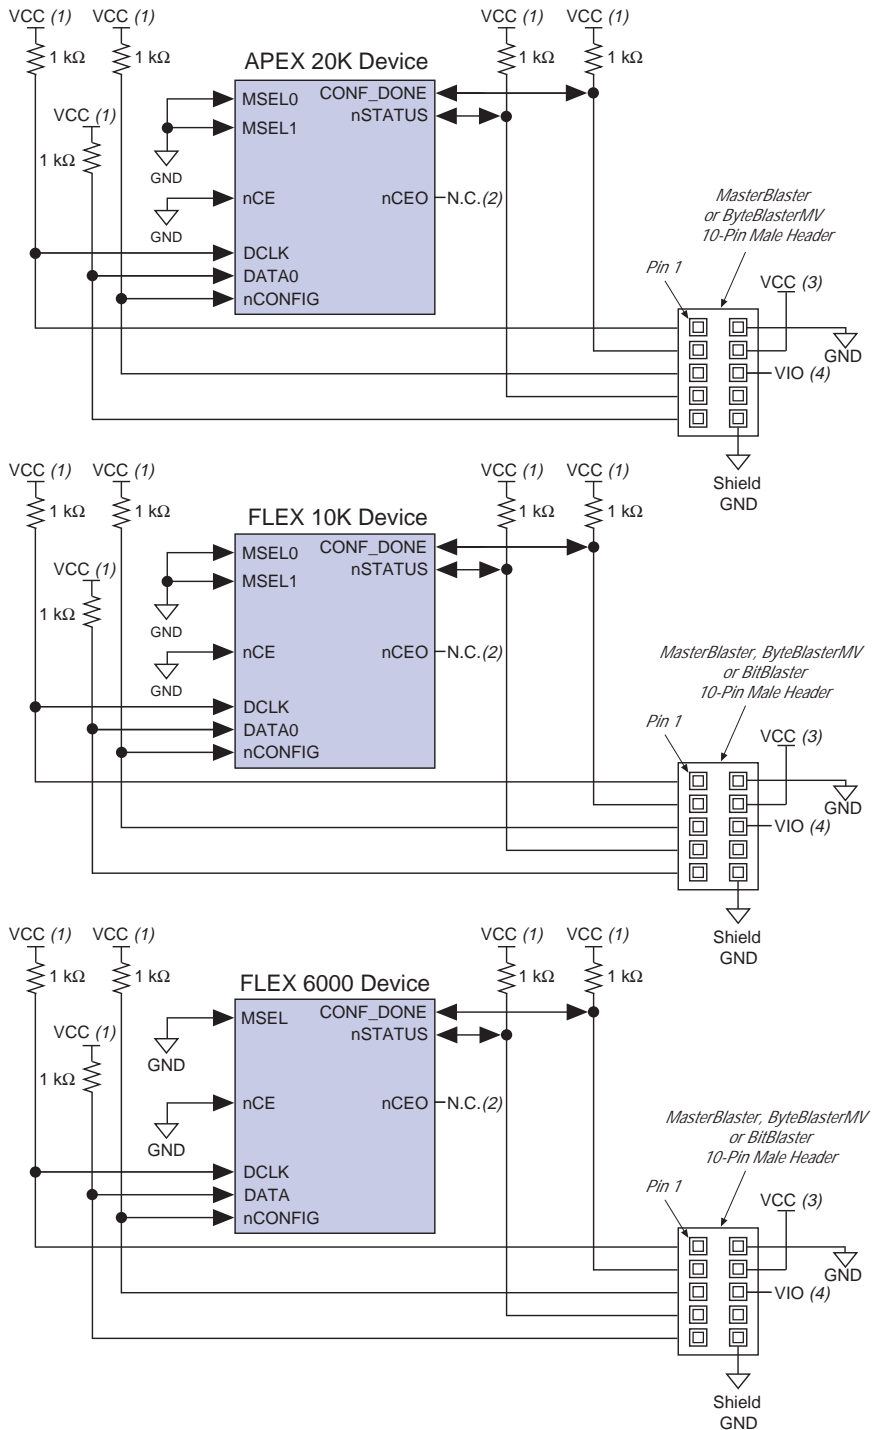 VCC (1) VCC (1) VCC (1) VCC (1)
1 kΩ 1 kΩ 1 kΩ 1 kΩ
APEX 20K Device
VCC (1)
1 kΩ
MSEL0
MSEL1
CONF_DONE
nSTATUS
GND
nCE
nCEO
N.C.(2)
GND
DCLK
DATA0
nCONFIG
MasterBlaster
or ByteBlasterMV
10-Pin Male Header
Pin 1
VCC (3)
GND
VIO (4)
Shield
GND
VCC (1) VCC (1) VCC (1) VCC (1)
1 kΩ 1 kΩ 1 kΩ 1 kΩ
FLEX 10K Device
VCC (1)
1 kΩ
MSEL0
MSEL1
CONF_DONE
nSTATUS
GND
nCE
nCEO
N.C.(2)
GND
DCLK
DATA0
nCONFIG
MasterBlaster, ByteBlasterMV
or BitBlaster
10-Pin Male Header
Pin 1
VCC (3)
GND
VIO (4)
Shield
GND
VCC (1) VCC (1) VCC (1) VCC (1)
1 kΩ 1 kΩ 1 kΩ 1 kΩ
FLEX 6000 Device
VCC (1)
1 kΩ
MSEL
CONF_DONE
nSTATUS
GND
nCE
nCEO
N.C.(2)
GND
DCLK
DATA
nCONFIG
MasterBlaster, ByteBlasterMV
or BitBlaster
10-Pin Male Header
Pin 1
VCC (3)
GND
VIO (4)
Shield
GND